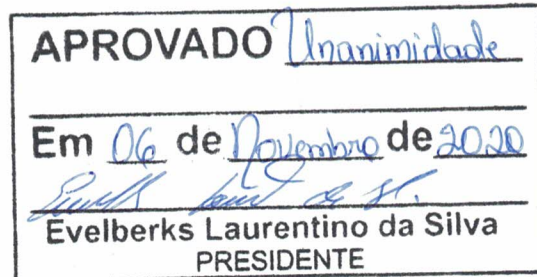 APROVADO Unanimidade
Em 06 de Novembro de 2020
Evelberks Laurentino da Silva
PRESIDENTE